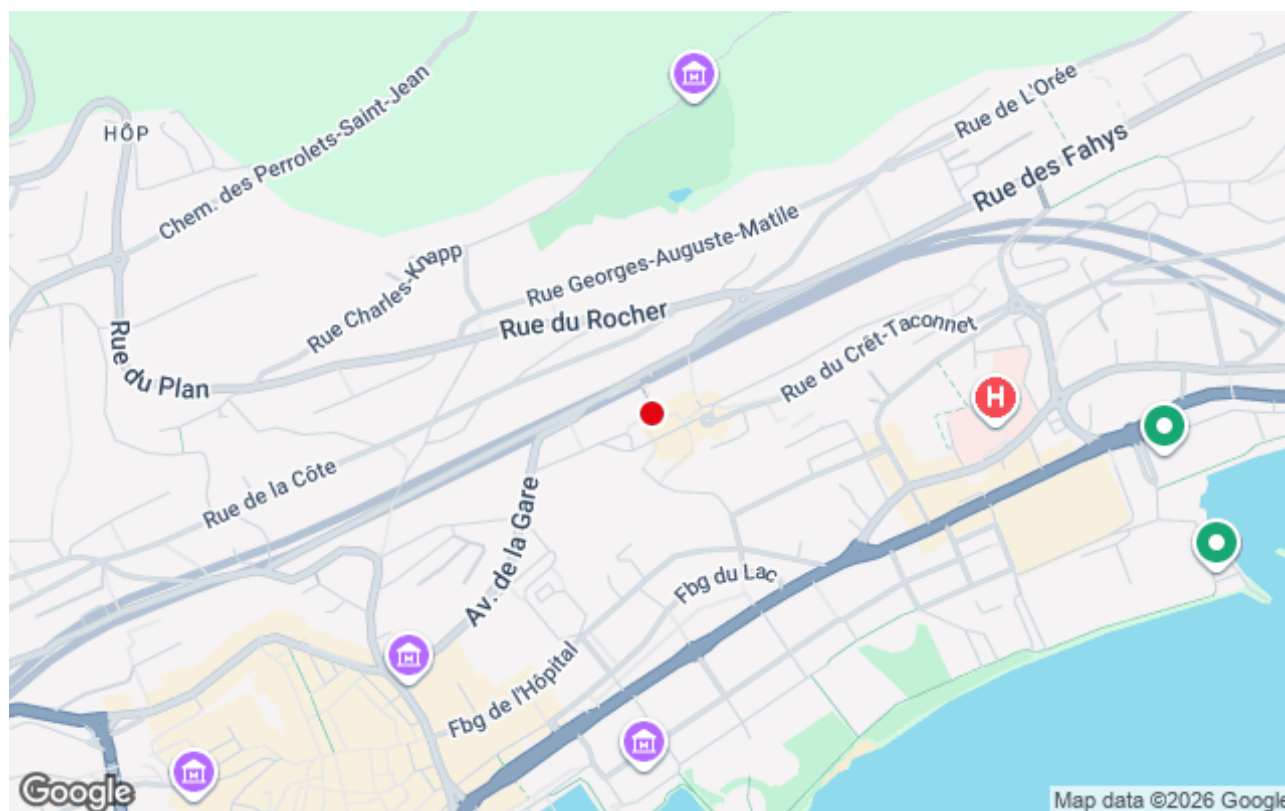 Rue de L'Orée
HÔP
Chem. des Perrolets-Saint-Jean
Rue des Fahys
Rue Georges-Auguste-Matile
Rue Charles-Knapp
Rue du Rocher
Rue du Plan
Rue du Crêt-Taconnet
H
Rue de la Côte
Av. de la Gare
Fbg du Lac
Fbg de l'Hôpital
Google
Map data ©2026 Google